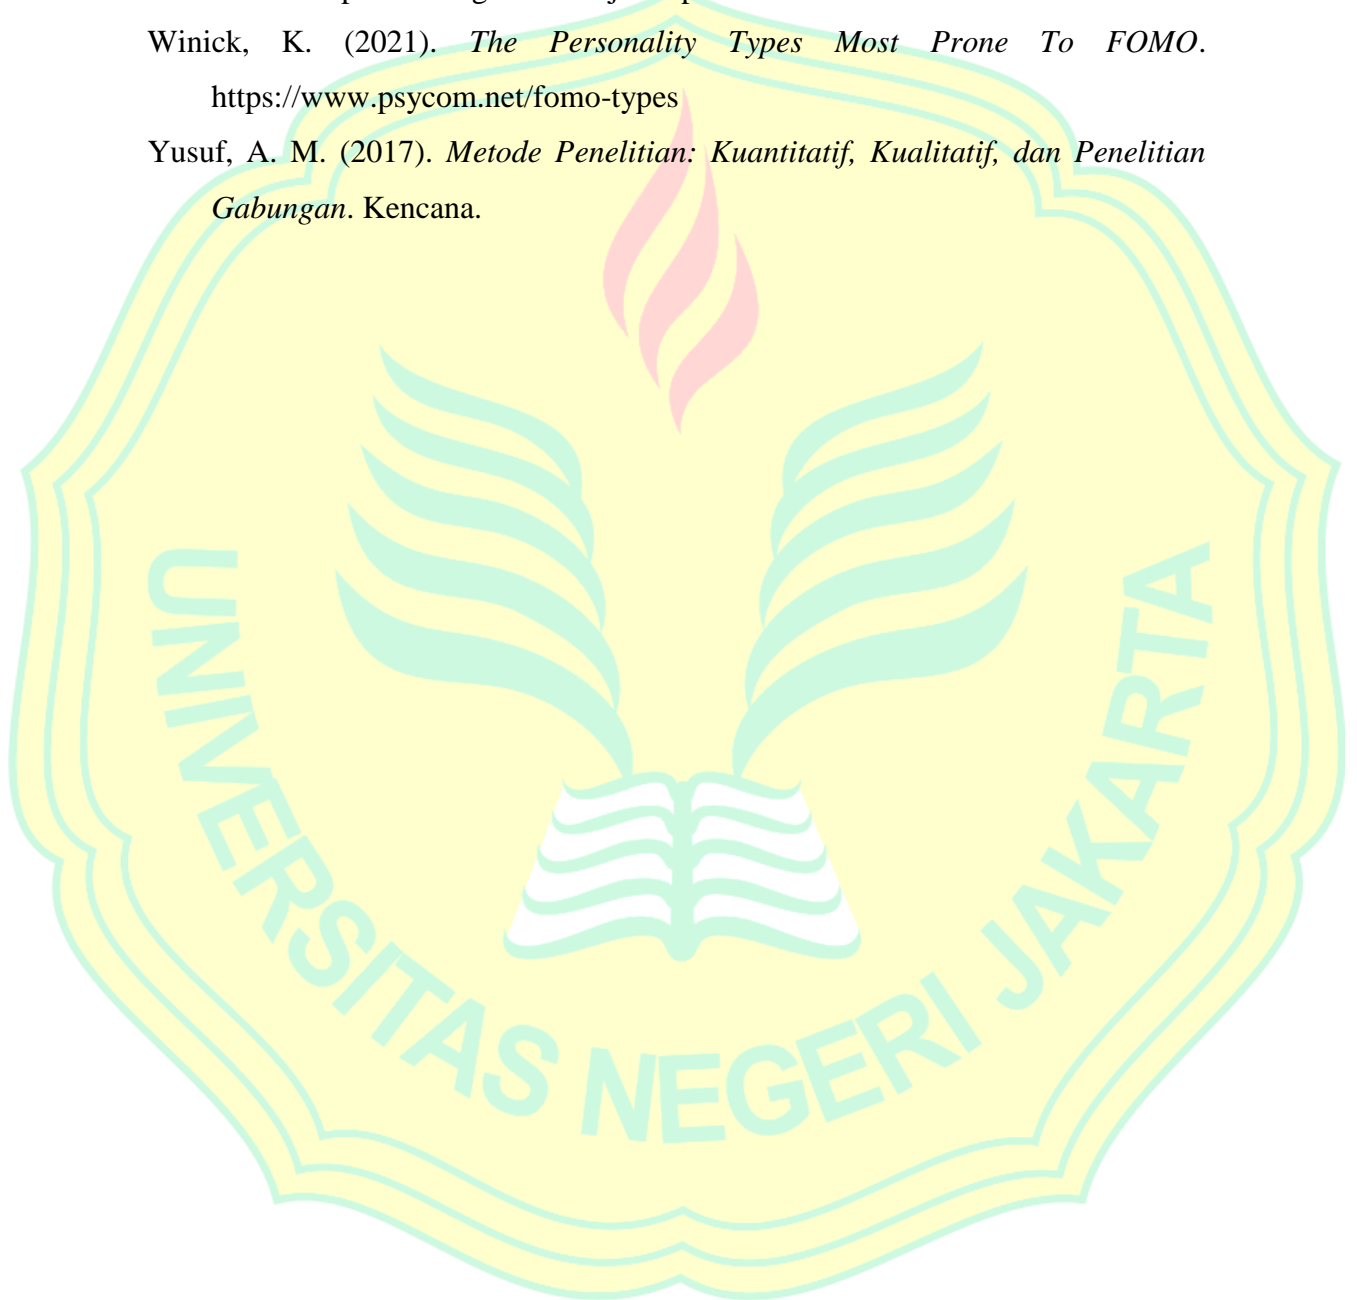 Winick, K. (2021). The Personality Types Most Prone To FOMO.
https://www.psycom.net/fomo-types
Yusuf, A. M. (2017). Metode Penelitian: Kuantitatif, Kualitatif, dan Penelitian
Gabungan. Kencana.
UNIVERSITAS NEGERI JAKARTA